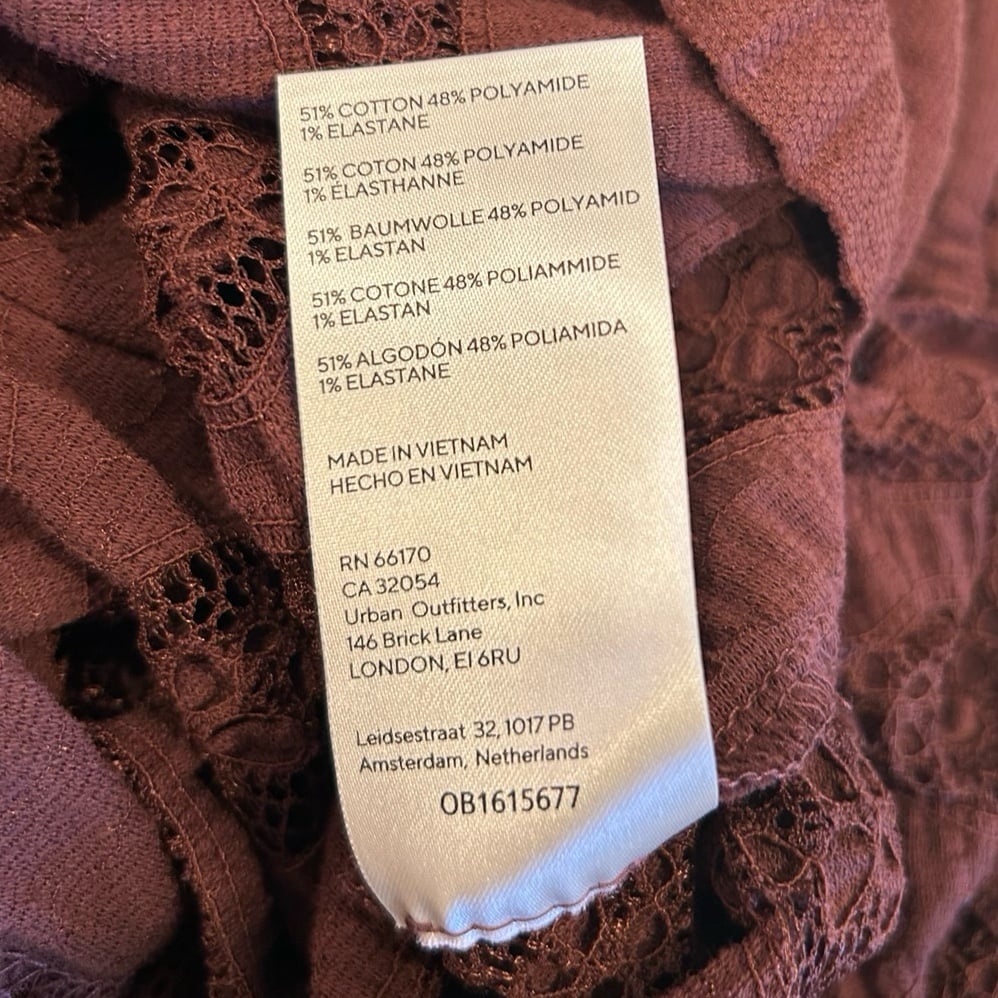 51% COTTON 48% POLYAMIDE
1% ELASTANE
51% COTON 48% POLYAMIDE
1% ÉLASTHANNE
51% BAUMWOLLE 48% POLYAMID
1% ELASTAN
51% COTONE 48% POLIAMMIDE
1% ELASTAN
51% ALGODÓN 48% POLIAMIDA
1% ELASTANE
MADE IN VIETNAM
HECHO EN VIETNAM
RN 66170
CA 32054
Urban Outfitters, Inc
146 Brick Lane
LONDON, E1 6RU
Leidsestraat 32, 1017 PB
Amsterdam, Netherlands
OB1615677